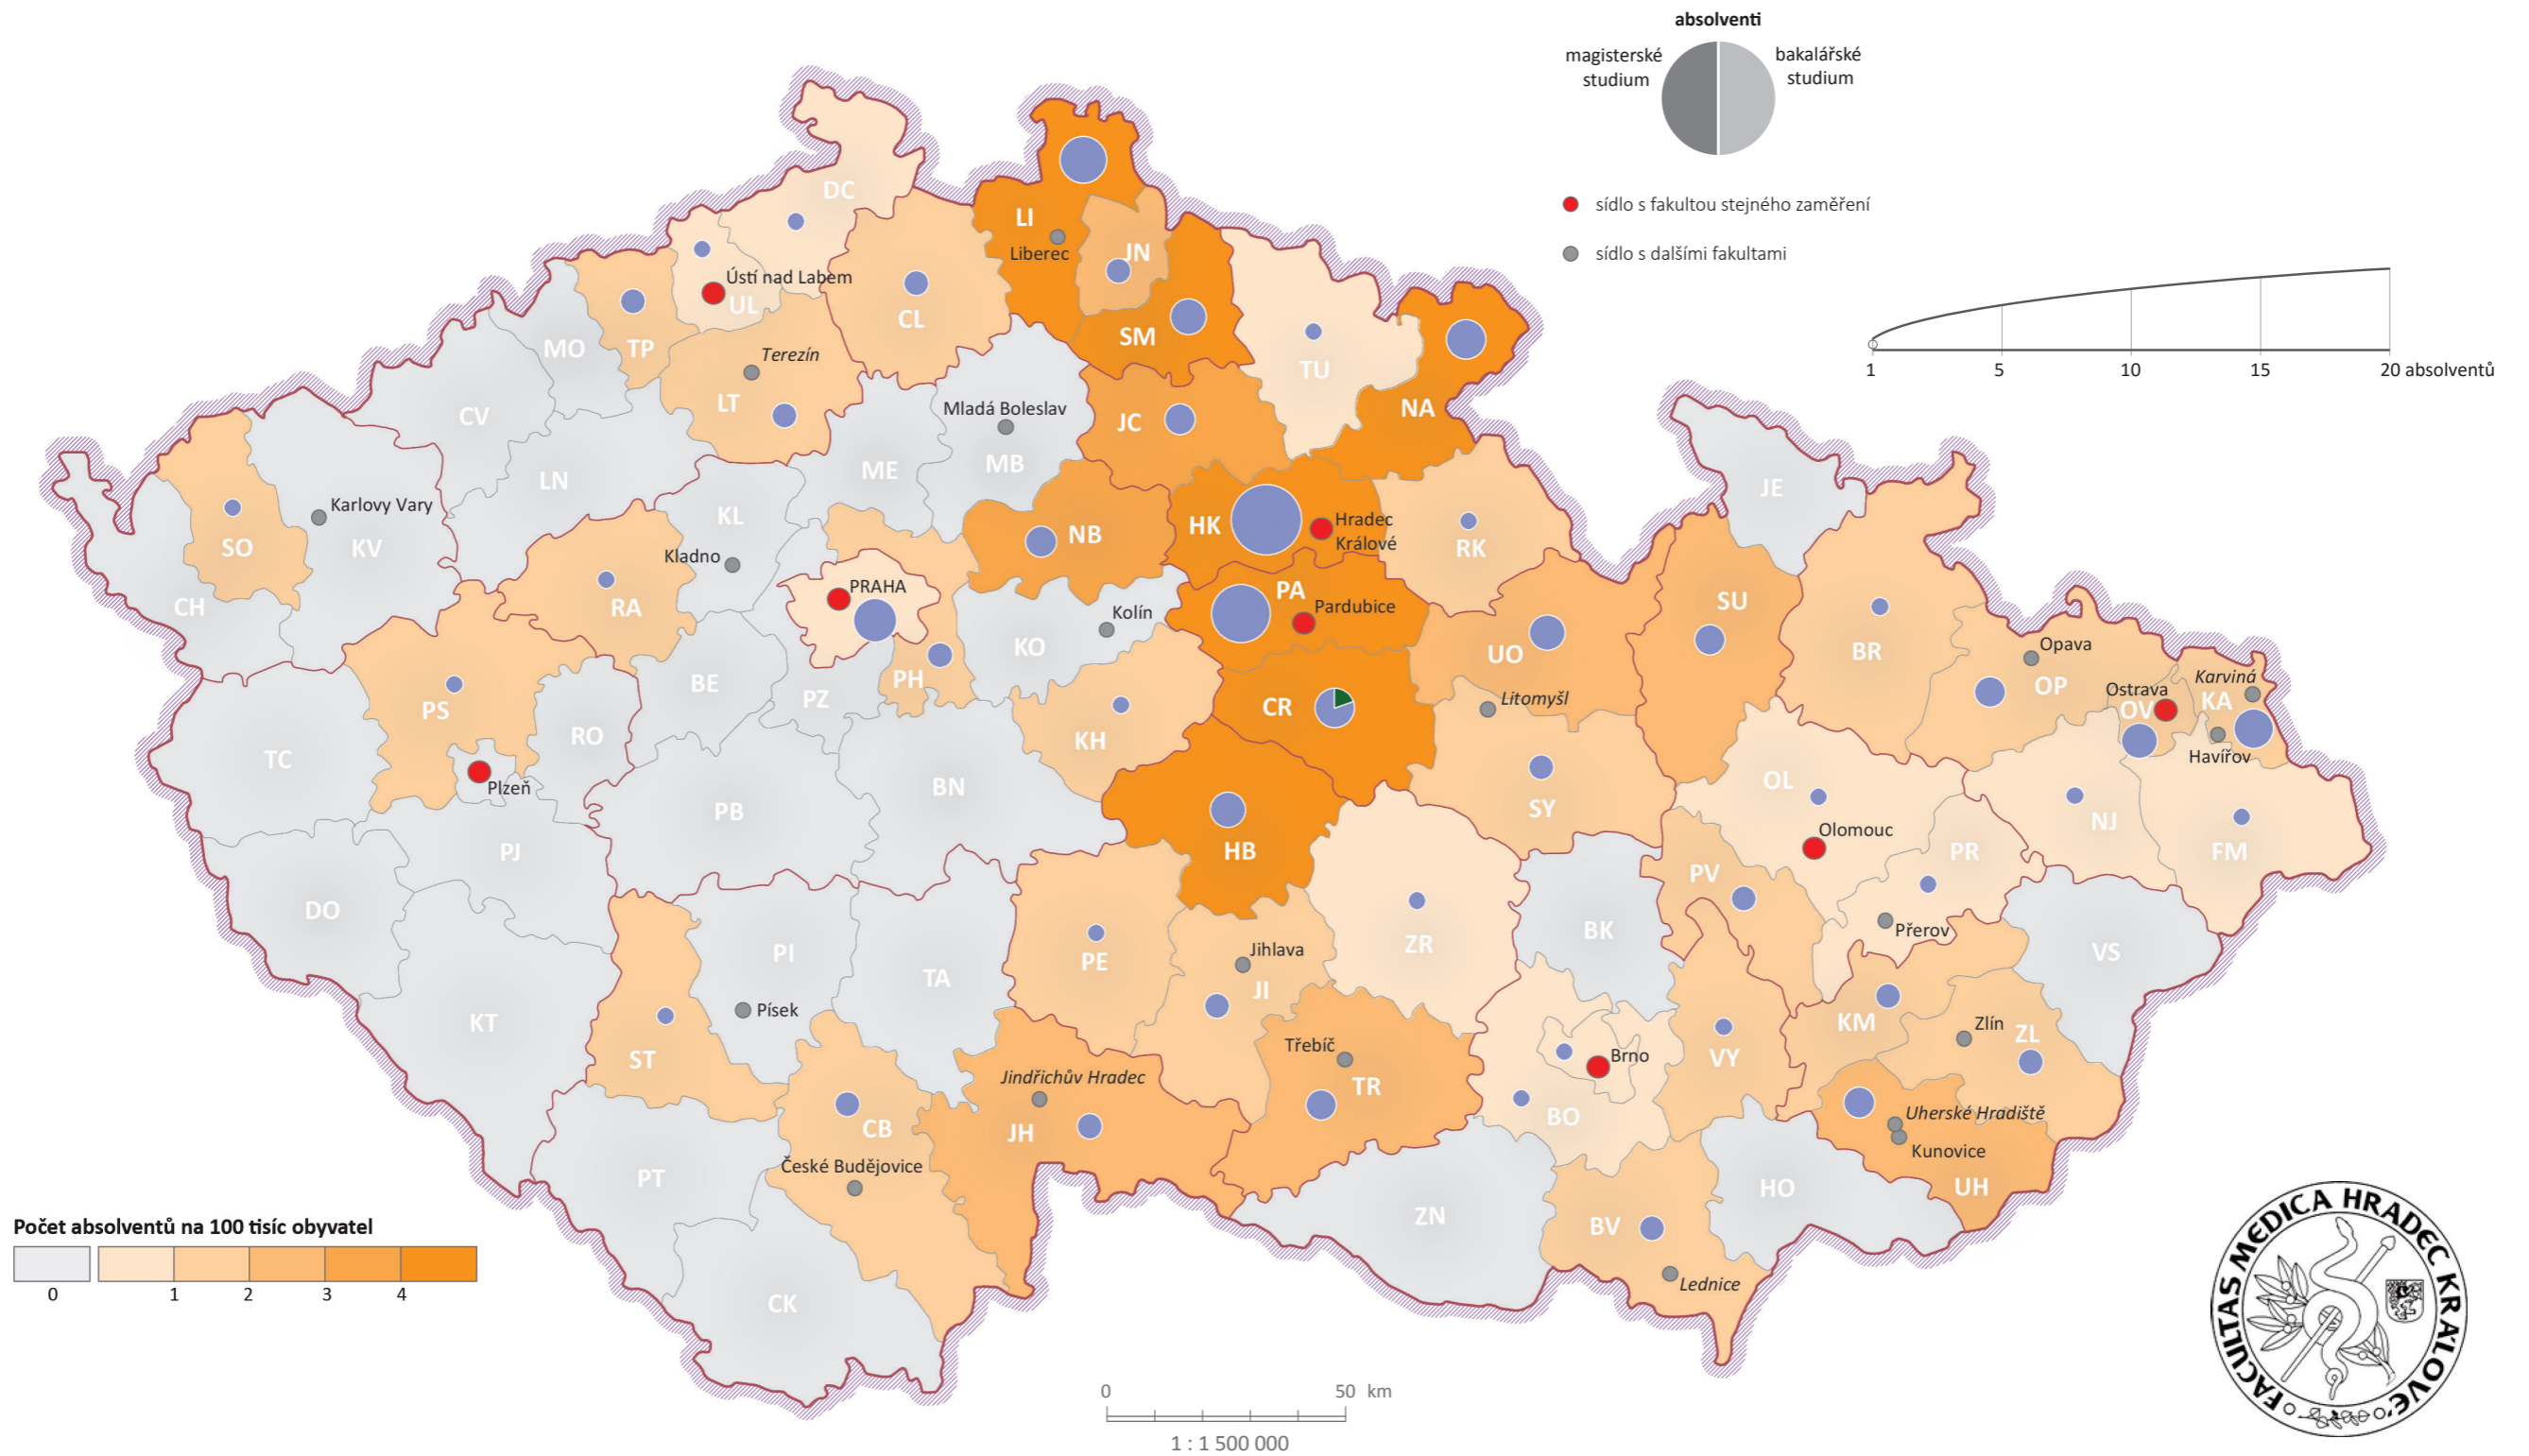 absolventi
magisterské
studium
bakalářské
studium
sídlo s fakultou stejného zaměření
sídlo s dalšími fakultami
1 5 10 15 20 absolventů
DC
LI
Liberec
JN
Ústí nad Labem
UL
CL
SM
MO
TP
Terezín
TU
LT
CV
Mladá Boleslav
JC
NA
ME
MB
LN
JE
Karlovy Vary
KL
HK
Hradec
Králové
NB
RK
SO
KV
Kladno
PRAHA
PA
Pardubice
CH
RA
Kolín
SU
KO
UO
BR
Opava
BE
PH
PZ
OP
Karviná
Ostrava
OV
KA
Litomyšl
CR
PS
RO
KH
Havířov
TC
Plzeň
BN
OL
PB
SY
NJ
Olomouc
PJ
HB
PR
FM
PV
DO
BK
Přerov
PI
ZR
VS
Jihlava
PE
TA
JI
Písek
KT
KM
Zlín
ZL
Třebíč
Brno
ST
VY
Jindřichův Hradec
TR
Uherské Hradiště
CB
JH
BO
Kunovice
České Budějovice
PT
HO
UH
ZN
BV
Lednice
CK
Počet absolventů na 100 tisíc obyvatel
0 1 2 3 4
0 50 km
1 : 1 500 000
FACULTAS MEDICA HRADEC KRÁLOVÉ